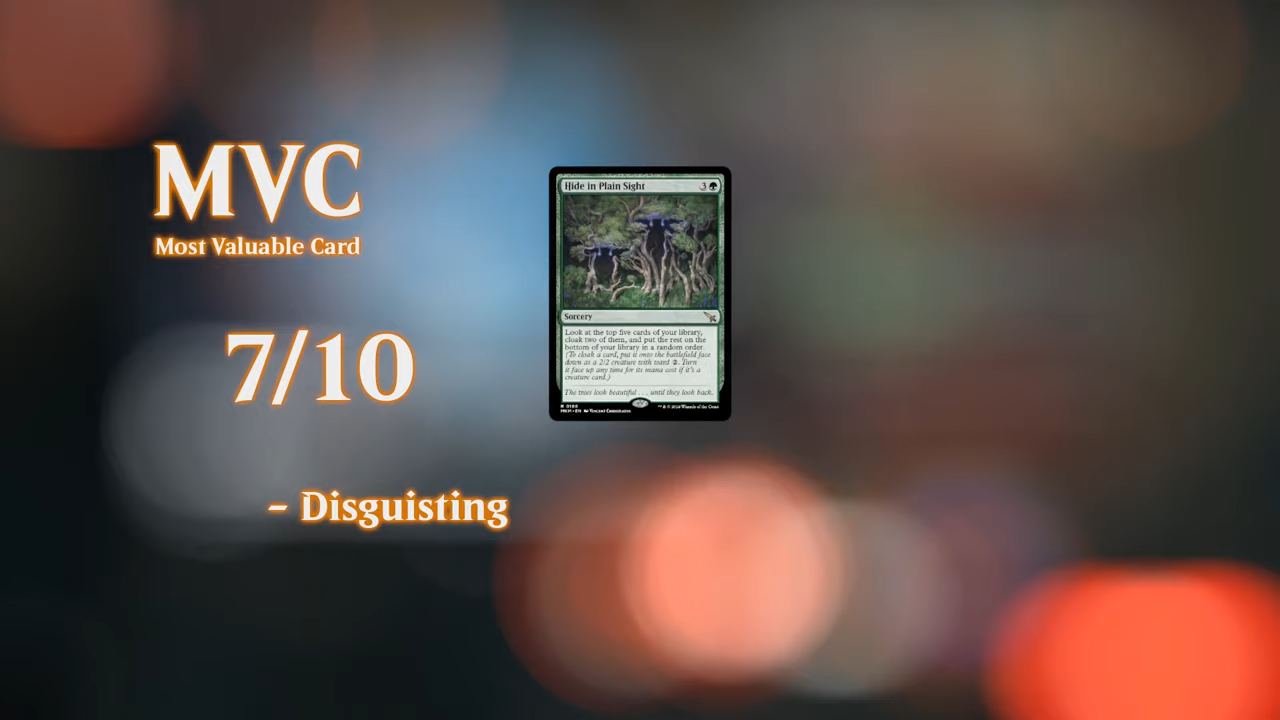 MVC
Most Valuable Card
7/10
– Disguisting
Hide in Plain Sight 3
Sorcery
Look at the top five cards of your library,
cloak two of them, and put the rest on the
bottom of your library in a random order.
(To cloak a card, put it onto the battlefield face
down as a 2/2 creature with ward 2. Turn
it face up any time for its mana cost if it's a
creature card.)
The trees look beautiful . . . until they look back.
MKM • EN